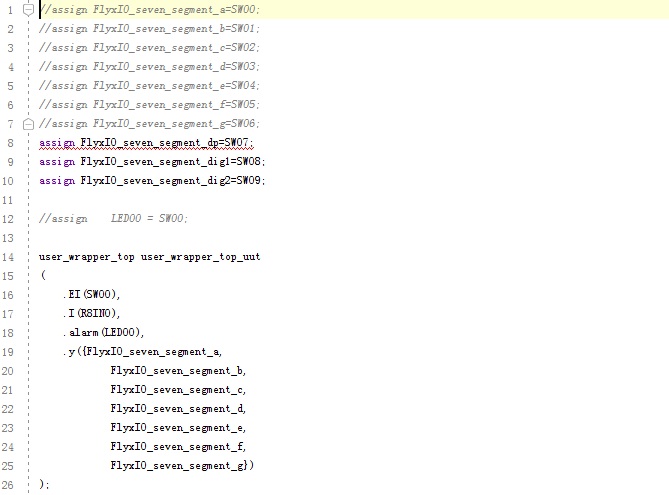 1 //assign FlyxIO_seven_segment_a=SW00;
2 //assign FlyxIO_seven_segment_b=SW01;
3 //assign FlyxIO_seven_segment_c=SW02;
4 //assign FlyxIO_seven_segment_d=SW03;
5 //assign FlyxIO_seven_segment_e=SW04;
6 //assign FlyxIO_seven_segment_f=SW05;
7 //assign FlyxIO_seven_segment_g=SW06;
8 assign FlyxIO_seven_segment_dp=SW07;
9 assign FlyxIO_seven_segment_dig1=SW08;
10 assign FlyxIO_seven_segment_dig2=SW09;
11
12 //assign    LED00 = SW00;
13
14 user_wrapper_top user_wrapper_top_uut
15 (
16     .EI(SW00),
17     .I(R8IN0),
18     .alarm(LED00),
19     .y({FlyxIO_seven_segment_a,
20             FlyxIO_seven_segment_b,
21             FlyxIO_seven_segment_c,
22             FlyxIO_seven_segment_d,
23             FlyxIO_seven_segment_e,
24             FlyxIO_seven_segment_f,
25             FlyxIO_seven_segment_g})
26 );